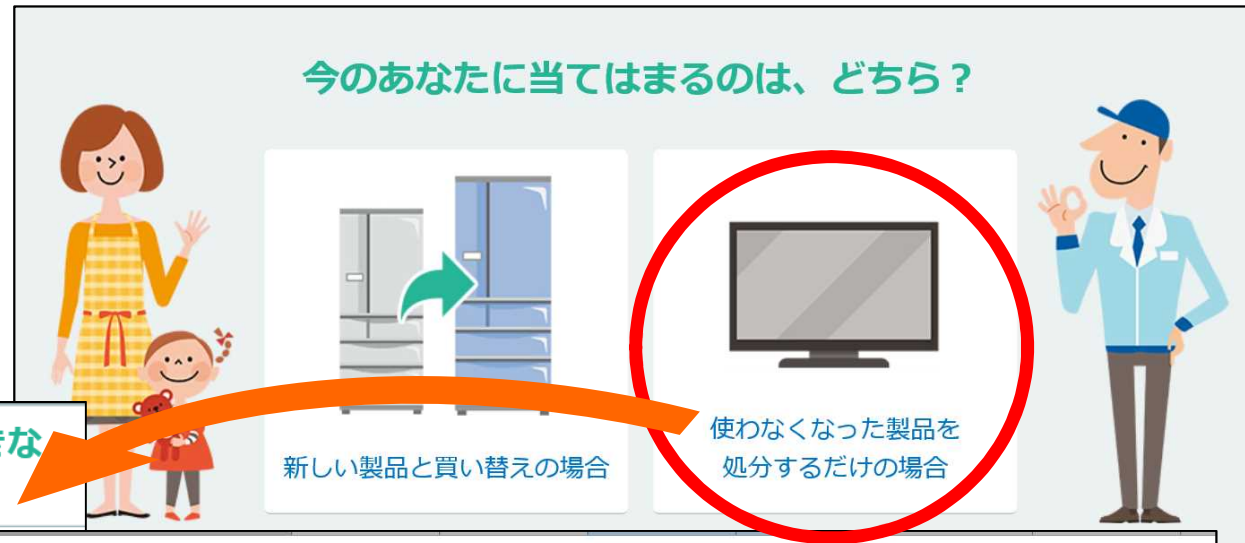 今のあなたに当てはまるのは、どちら？
新しい製品と買い替えの場合
使わなくなった製品を
処分するだけの場合
きな